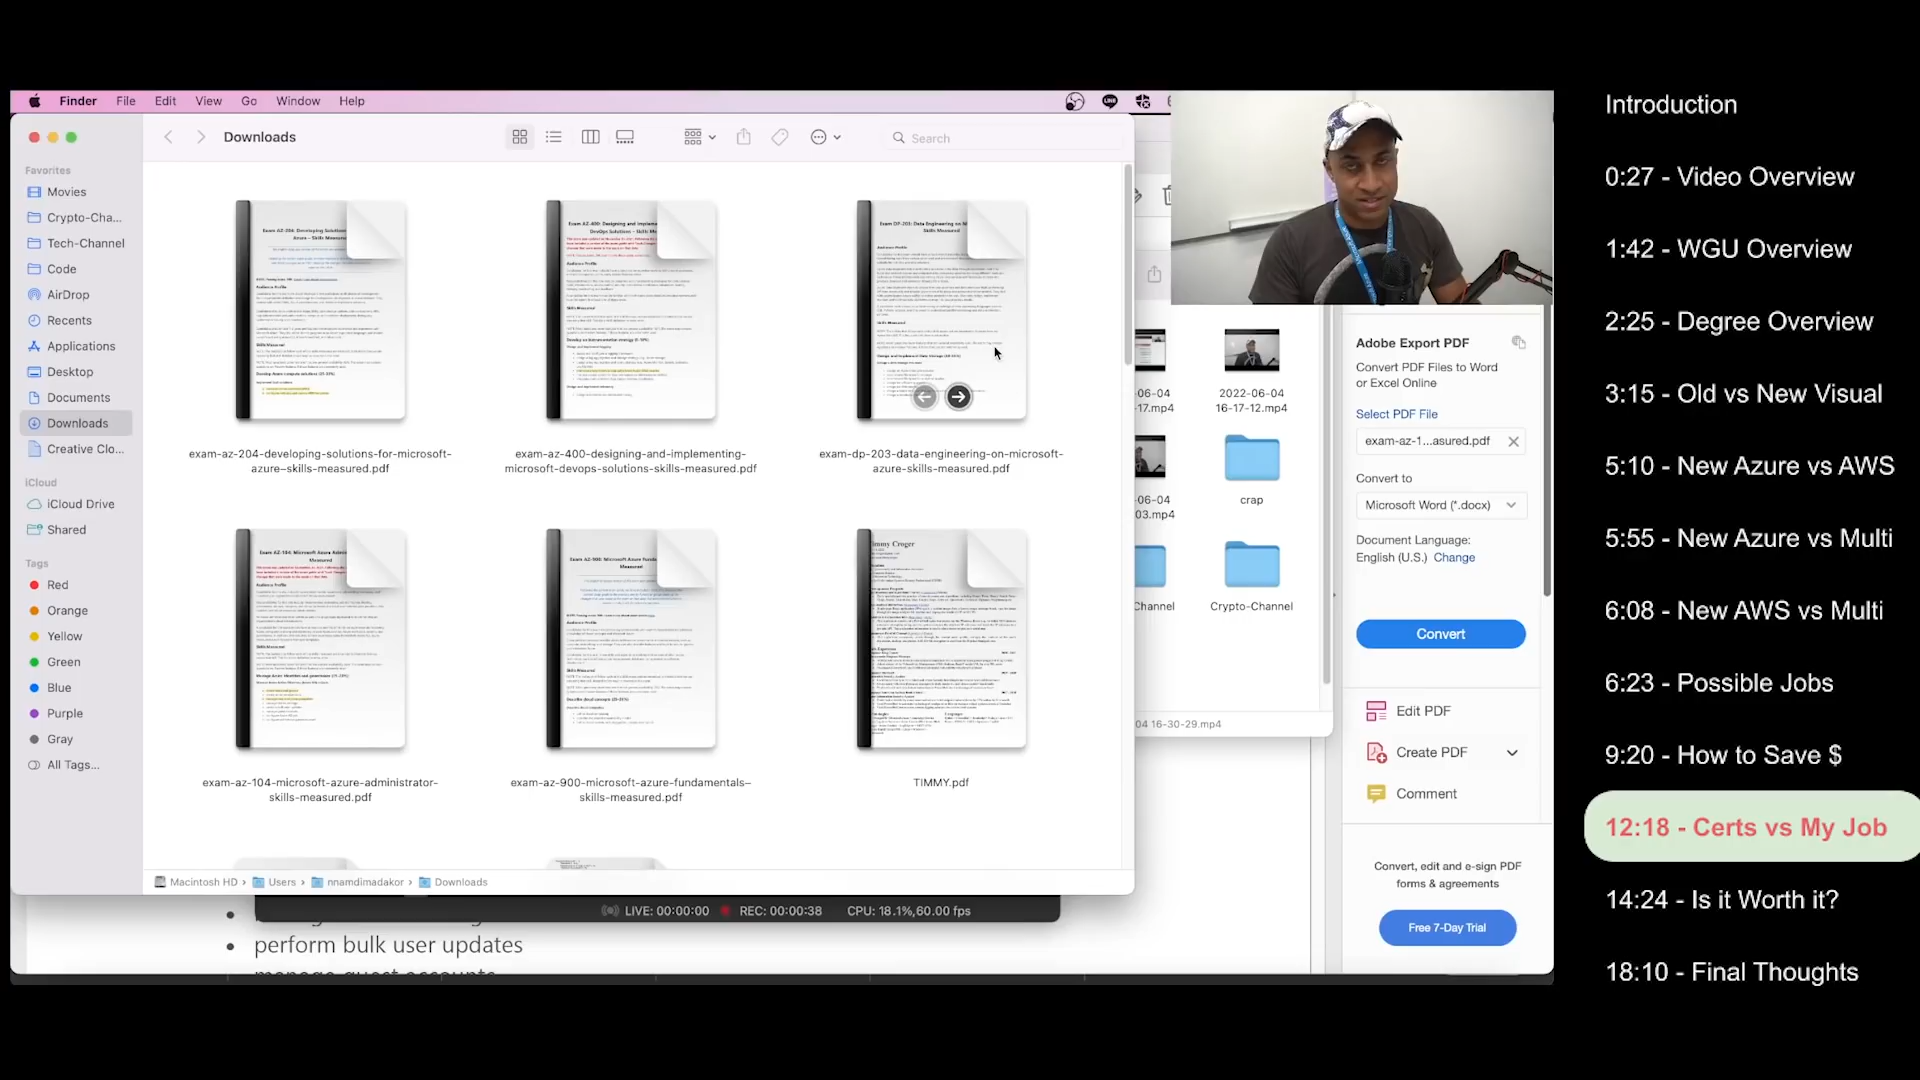 Finder File Edit View Go Window Help
LINE
Downloads
Search
Favorites
Movies
Crypto-Cha...
Tech-Channel
Code
AirDrop
Recents
Applications
Desktop
Documents
Downloads
Creative Clo...
iCloud
iCloud Drive
Shared
Tags
Red
Orange
Yellow
Green
Blue
Purple
Gray
All Tags...
exam-az-204-developing-solutions-for-microsoft-
azure–skills-measured.pdf
exam-az-400-designing-and-implementing-
microsoft-devops-solutions-skills-measured.pdf
exam-dp-203-data-engineering-on-microsoft-
azure-skills-measured.pdf
exam-az-104-microsoft-azure-administrator-
skills-measured.pdf
exam-az-900-microsoft-azure-fundamentals–
skills-measured.pdf
TIMMY.pdf
Macintosh HD › Users › nnamdimadakor › Downloads
-06-04
-17.mp4
2022-06-04
16-17-12.mp4
-06-04
03.mp4
crap
Channel
Crypto-Channel
04 16-30-29.mp4
Adobe Export PDF
Convert PDF Files to Word
or Excel Online
Select PDF File
exam-az-1...asured.pdf
Convert to
Microsoft Word (*.docx)
Document Language:
English (U.S.) Change
Convert
Edit PDF
Create PDF
Comment
Convert, edit and e-sign PDF
forms & agreements
Free 7-Day Trial
LIVE: 00:00:00 REC: 00:00:38 CPU: 18.1%,60.00 fps
• perform bulk user updates
manage guest accounts
Introduction
0:27 - Video Overview
1:42 - WGU Overview
2:25 - Degree Overview
3:15 - Old vs New Visual
5:10 - New Azure vs AWS
5:55 - New Azure vs Multi
6:08 - New AWS vs Multi
6:23 - Possible Jobs
9:20 - How to Save $
12:18 - Certs vs My Job
14:24 - Is it Worth it?
18:10 - Final Thoughts